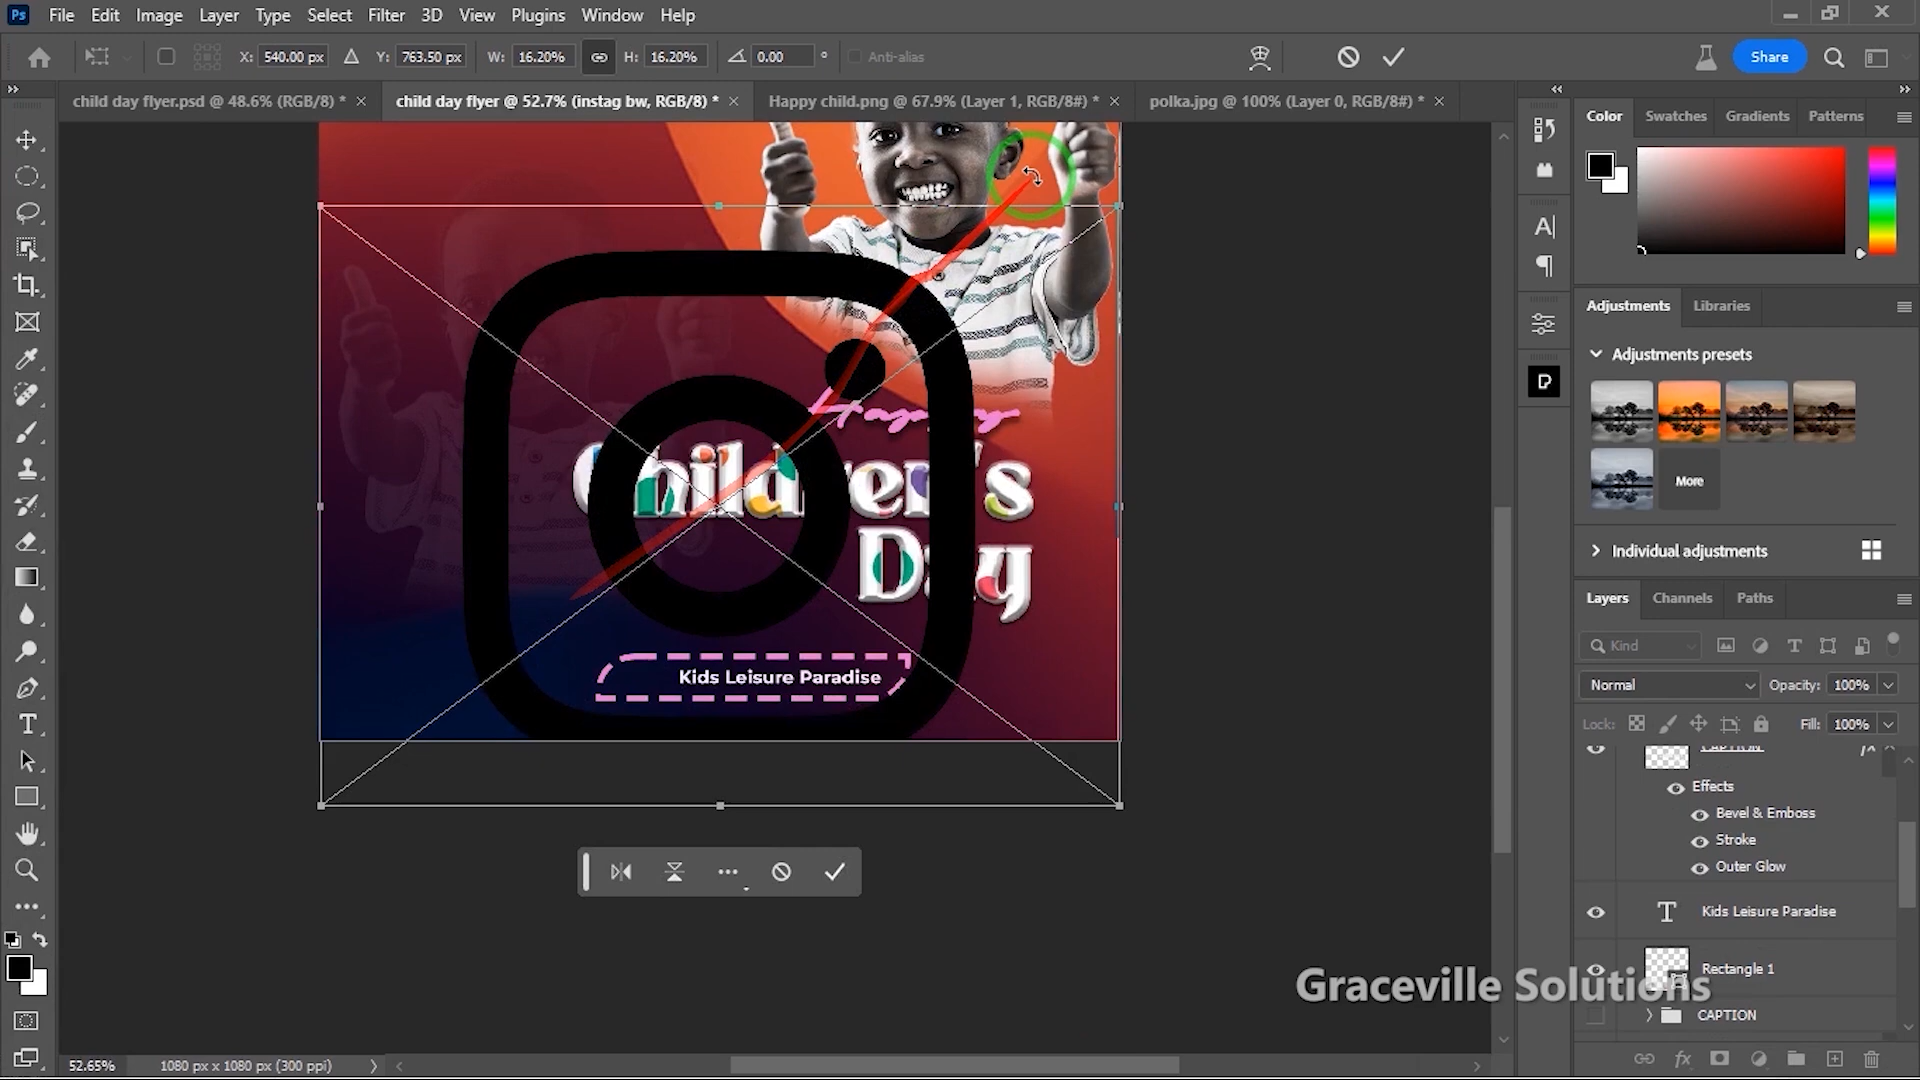 Ps File Edit Image Layer Type Select Filter 3D View Plugins Window Help
X: 540.00 px Y: 763.50 px W: 16.20% H: 16.20% 0.00 ° Anti-alias Share
child day flyer.psd @ 48.6% (RGB/8) * child day flyer @ 52.7% (instag bw, RGB/8) * Happy child.png @ 67.9% (Layer 1, RGB/8#) * polka.jpg @ 100% (Layer 0, RGB/8#) *
Color Swatches Gradients Patterns
Adjustments Libraries
Adjustments presets
More
Individual adjustments
Happy
Children's
Day
Kids Leisure Paradise
Layers Channels Paths
Kind
Normal Opacity: 100%
Lock: Fill: 100%
CAPTION fx
Effects
Bevel & Emboss
Stroke
Outer Glow
T Kids Leisure Paradise
Rectangle 1
CAPTION
Graceville Solutions
52.65% 1080 px x 1080 px (300 ppi)
fx